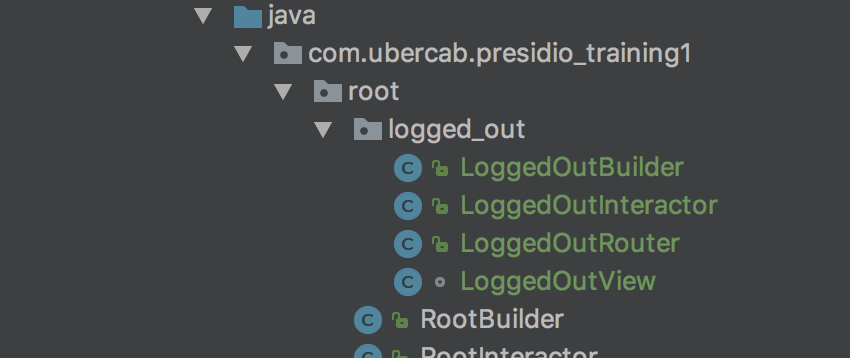 java
com.ubercab.presidio_training1
root
logged_out
C LoggedOutBuilder
C LoggedOutInteractor
C LoggedOutRouter
C LoggedOutView
C RootBuilder
C RootInteractor